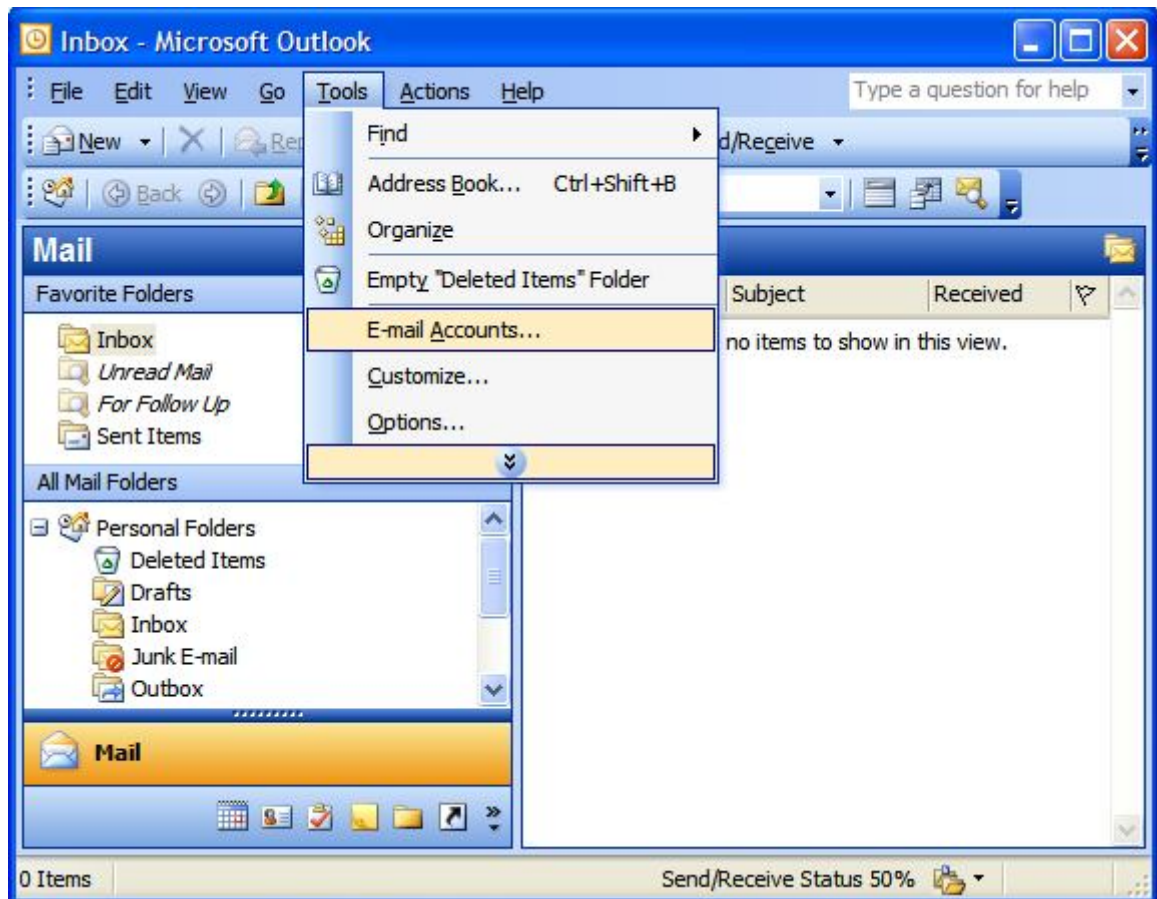 Inbox - Microsoft Outlook
File Edit View Go Tools Actions Help Type a question for help
New d/Receive
Find
Back
Address Book... Ctrl+Shift+B
Organize
Empty "Deleted Items" Folder
E-mail Accounts...
Customize...
Options...
Mail
Favorite Folders
Inbox
Unread Mail
For Follow Up
Sent Items
Subject Received
no items to show in this view.
All Mail Folders
Personal Folders
Deleted Items
Drafts
Inbox
Junk E-mail
Outbox
Mail
0 Items Send/Receive Status 50%